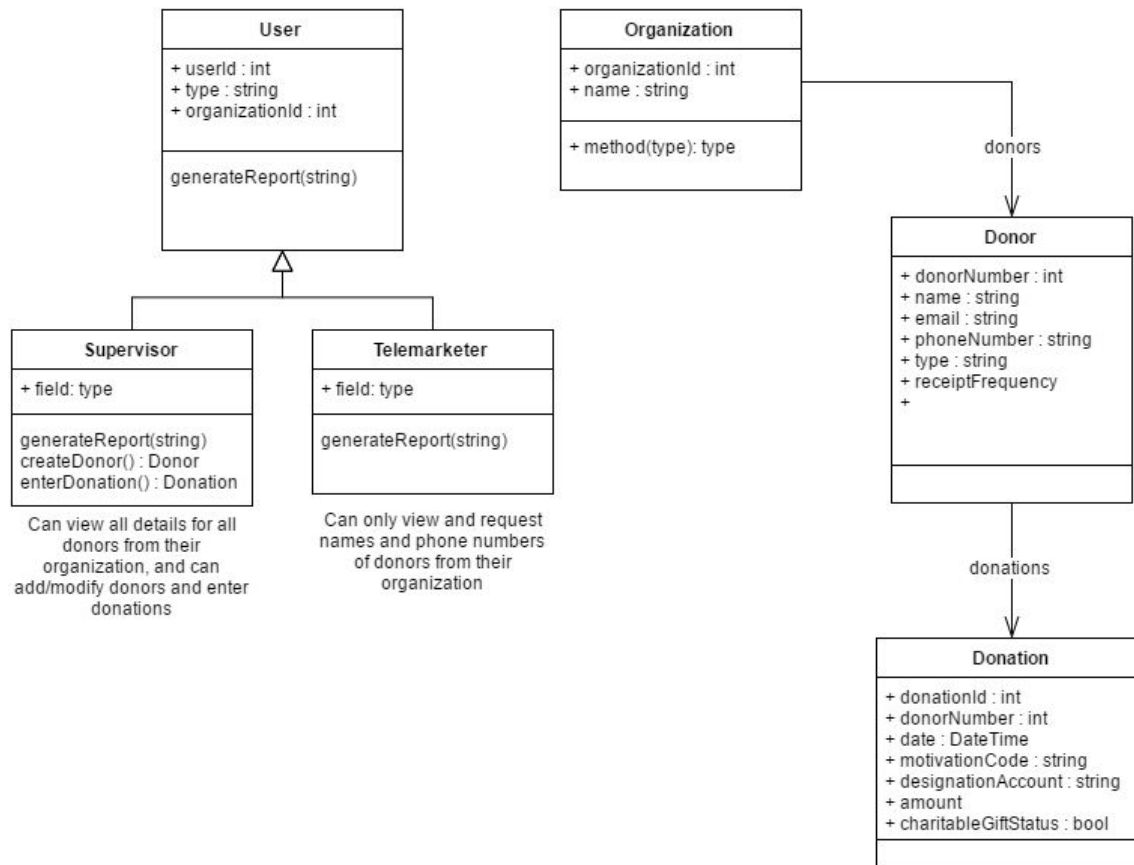 User
+ userId : int
+ type : string
+ organizationId : int
generateReport(string)
Organization
+ organizationId : int
+ name : string
+ method(type): type
donors
Donor
+ donorNumber : int
+ name : string
+ email : string
+ phoneNumber : string
+ type : string
+ receiptFrequency
+
Supervisor
+ field: type
generateReport(string)
createDonor() : Donor
enterDonation() : Donation
Can view all details for all
donors from their
organization, and can
add/modify donors and enter
donations
Telemarketer
+ field: type
generateReport(string)
Can only view and request
names and phone numbers
of donors from their
organization
donations
Donation
+ donationId : int
+ donorNumber : int
+ date : DateTime
+ motivationCode : string
+ designationAccount : string
+ amount
+ charitableGiftStatus : bool